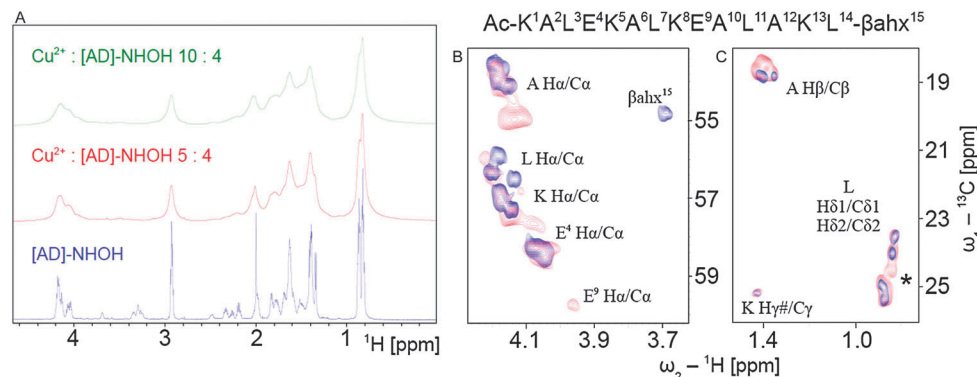 Ac-K¹A²L³E⁴K⁵A⁶L⁷K⁸E⁹A¹⁰L¹¹A¹²K¹³L¹⁴-βahx¹⁵
A
Cu²⁺ : [AD]-NHOH 10 : 4
Cu²⁺ : [AD]-NHOH 5 : 4
[AD]-NHOH
4 3 2 1 ¹H [ppm]
B
A Hα/Cα
βahx¹⁵
L Hα/Cα
K Hα/Cα
E⁴ Hα/Cα
E⁹ Hα/Cα
55
57
59
4.1 3.9 3.7
C
A Hβ/Cβ
L
Hδ1/Cδ1
Hδ2/Cδ2
*
K Hγ#/Cγ
19
21
23
25
1.4 1.0
ω₂ – ¹H [ppm]
ω₁ – ¹³C [ppm]